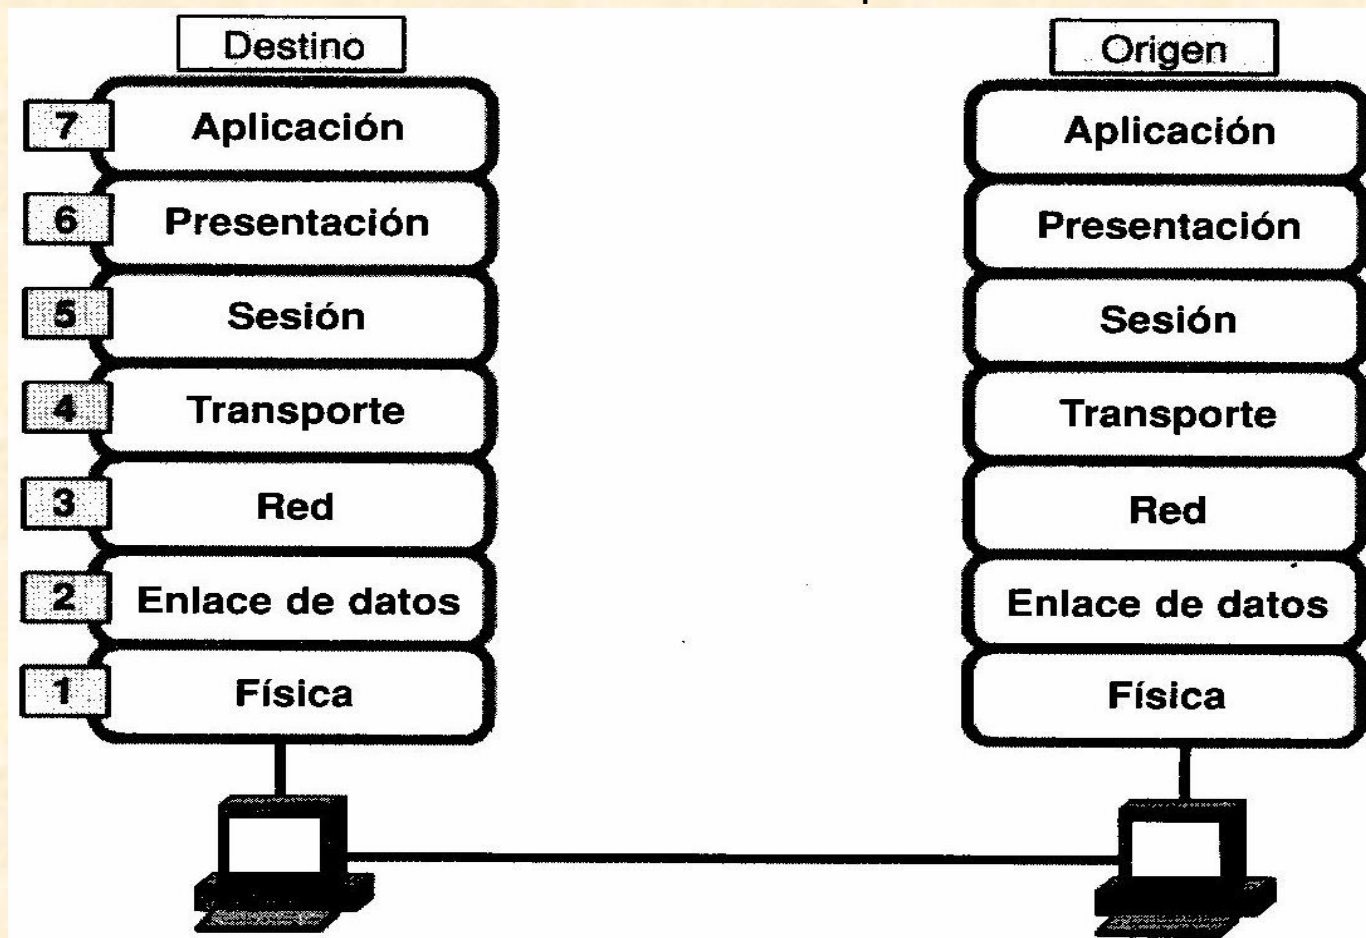 Destino
7 Aplicación
6 Presentación
5 Sesión
4 Transporte
3 Red
2 Enlace de datos
1 Física
Origen
Aplicación
Presentación
Sesión
Transporte
Red
Enlace de datos
Física